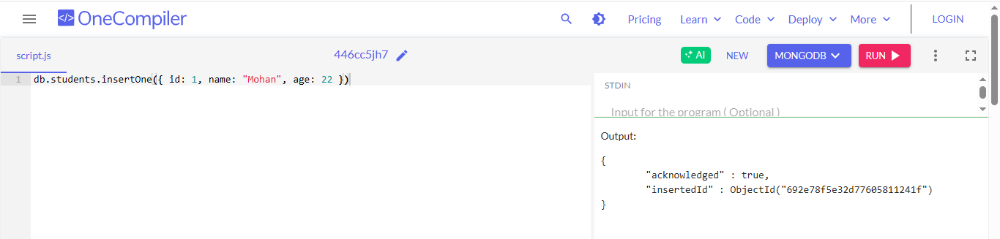 </> OneCompiler
Pricing
Learn
Code
Deploy
More
LOGIN
script.js
446cc5jh7
AI
NEW
MONGODB
RUN
1 db.students.insertOne({ id: 1, name: "Mohan", age: 22 })
STDIN
Input for the program ( Optional )
Output:
{
"acknowledged" : true,
"insertedId" : ObjectId("692e78f5e32d77605811241f")
}